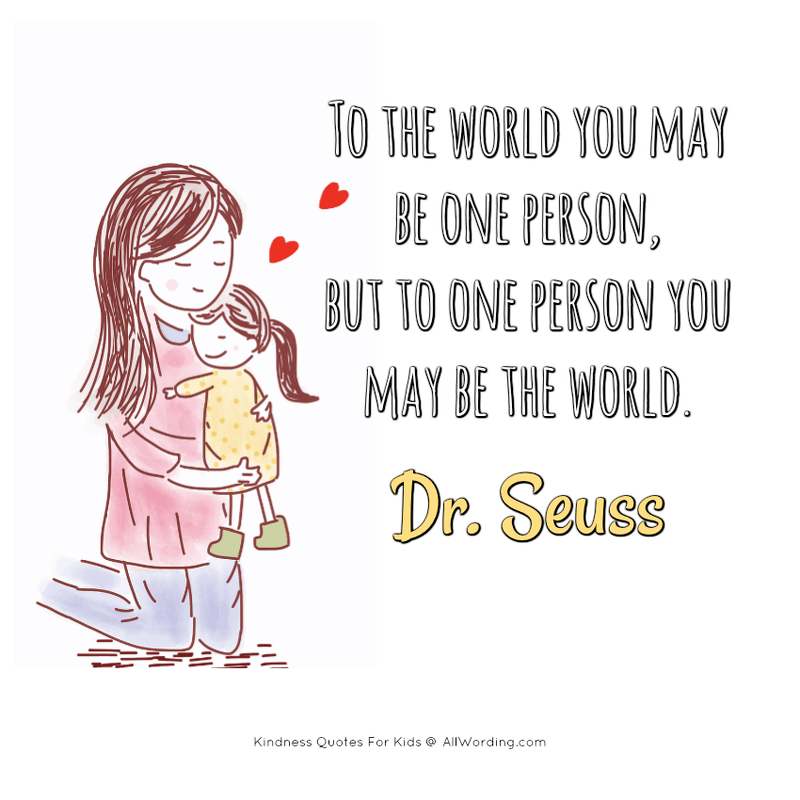 To the world you may
be one person,
but to one person you
may be the world.
Dr. Seuss
Kindness Quotes For Kids @ AllWording.com